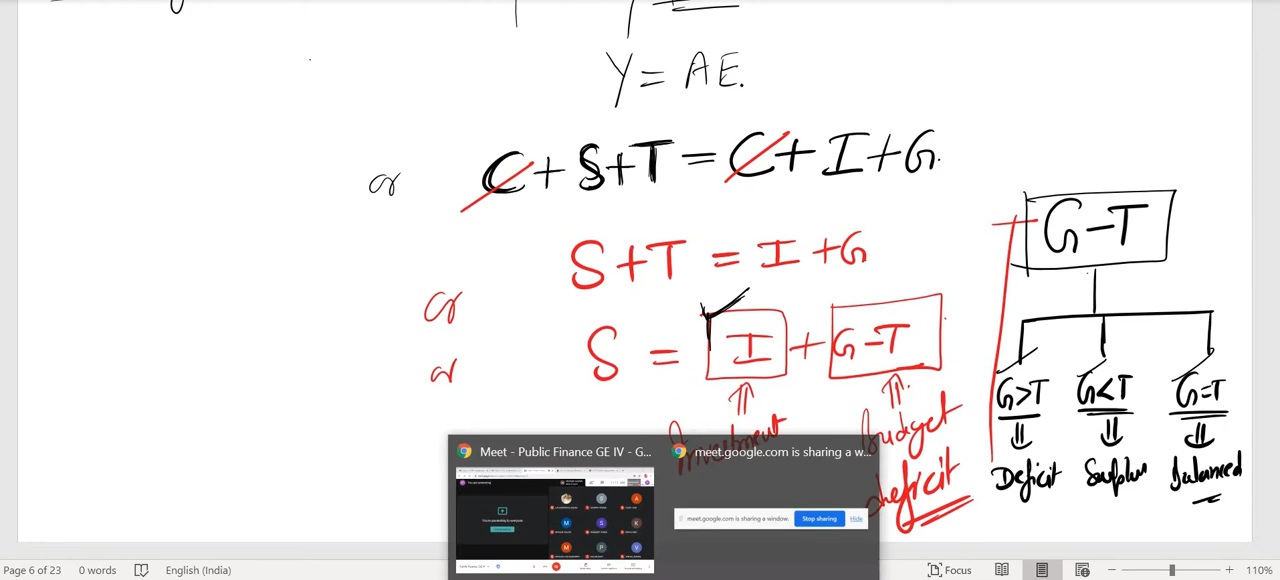 Y = AE.
or C + S + T = C + I + G.
S + T = I + G
or
or S = I + G - T
Investment
Budget
deficit
G - T
G > T G < T G = T
Deficit Surplus Balanced
Meet - Public Finance GE IV - G...
meet.google.com is sharing a w...
meet.google.com is sharing a window.
Stop sharing
Hide
Page 6 of 23 0 words English (India) Focus 110%